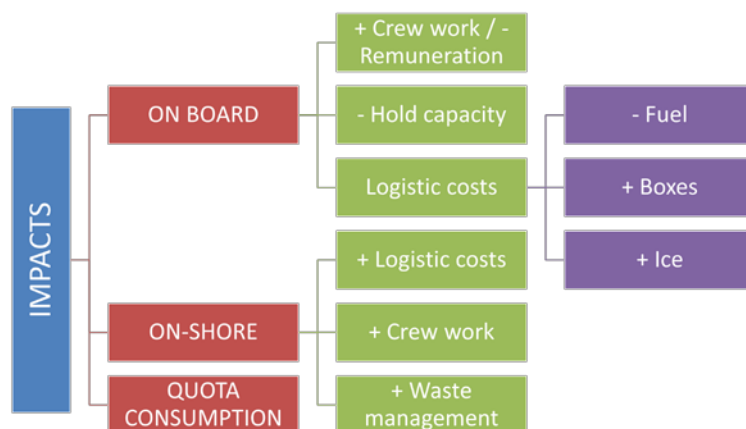 IMPACTS
ON BOARD
+ Crew work / -
Remuneration
- Hold capacity
Logistic costs
- Fuel
+ Boxes
+ Ice
ON-SHORE
+ Logistic costs
+ Crew work
+ Waste
management
QUOTA
CONSUMPTION